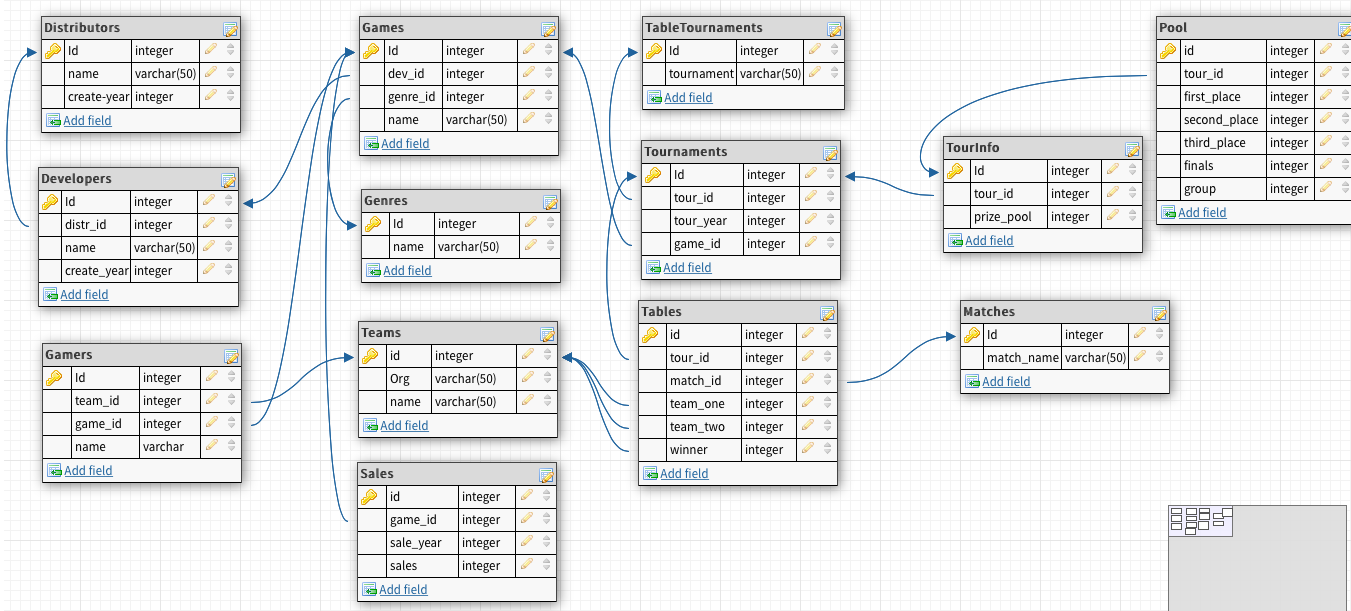 Distributors
Id integer
name varchar(50)
create-year integer
Add field
Developers
Id integer
distr_id integer
name varchar(50)
create_year integer
Add field
Gamers
Id integer
team_id integer
game_id integer
name varchar
Add field
Games
Id integer
dev_id integer
genre_id integer
name varchar(50)
Add field
Genres
Id integer
name varchar(50)
Add field
Teams
id integer
Org varchar(50)
name varchar(50)
Add field
Sales
id integer
game_id integer
sale_year integer
sales integer
Add field
TableTournaments
Id integer
tournament varchar(50)
Add field
Tournaments
Id integer
tour_id integer
tour_year integer
game_id integer
Add field
Tables
id integer
tour_id integer
match_id integer
team_one integer
team_two integer
winner integer
Add field
TourInfo
Id integer
tour_id integer
prize_pool integer
Add field
Matches
Id integer
match_name varchar(50)
Add field
Pool
id integer
tour_id integer
first_place integer
second_place integer
third_place integer
finals integer
group integer
Add field